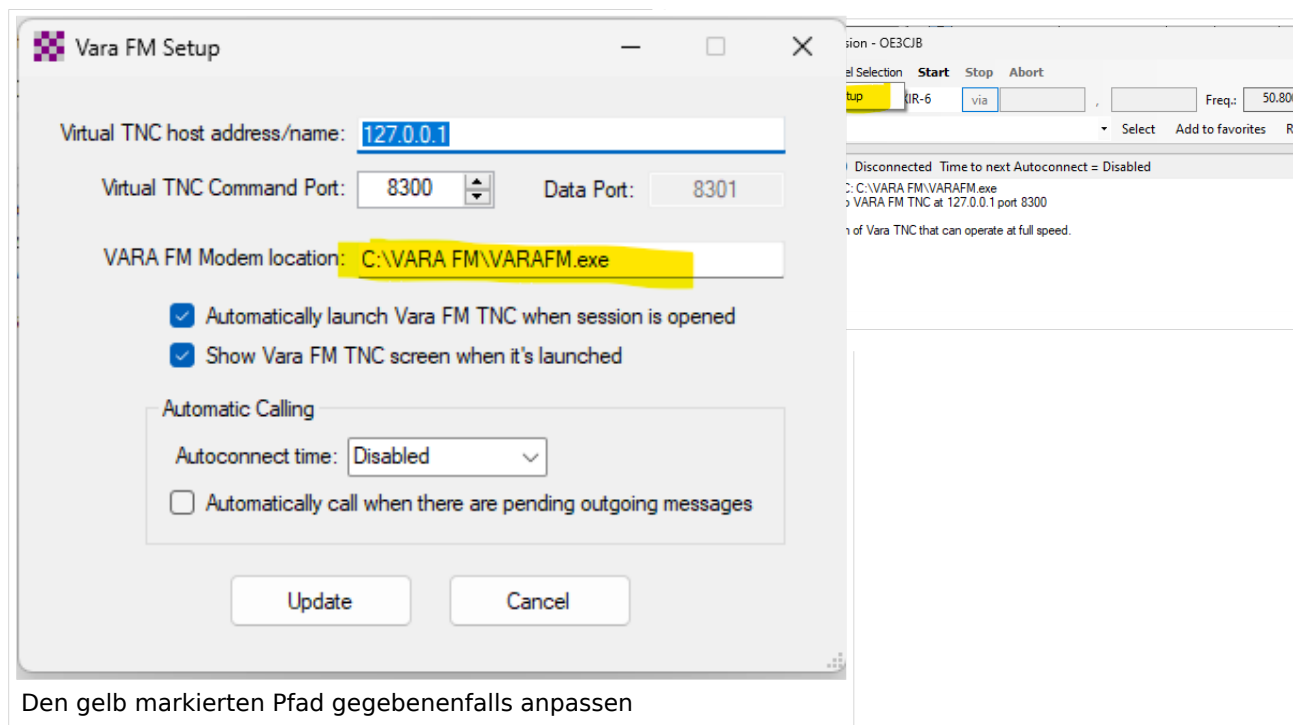 Vara FM Setup
Virtual TNC host address/name: 127.0.0.1
Virtual TNC Command Port: 8300 Data Port: 8301
VARA FM Modem location: C:\VARA FM\VARAFM.exe
Automatically launch Vara FM TNC when session is opened
Show Vara FM TNC screen when it's launched
Automatic Calling
Autoconnect time: Disabled
Automatically call when there are pending outgoing messages
Update Cancel
Den gelb markierten Pfad gegebenenfalls anpassen
sion - OE3CJB
el Selection Start Stop Abort
tup IR-6 via , Freq.: 50.800
Select Add to favorites R
Disconnected Time to next Autoconnect = Disabled
C: C:\VARA FM\VARAFM.exe
o VARA FM TNC at 127.0.0.1 port 8300
n of Vara TNC that can operate at full speed.